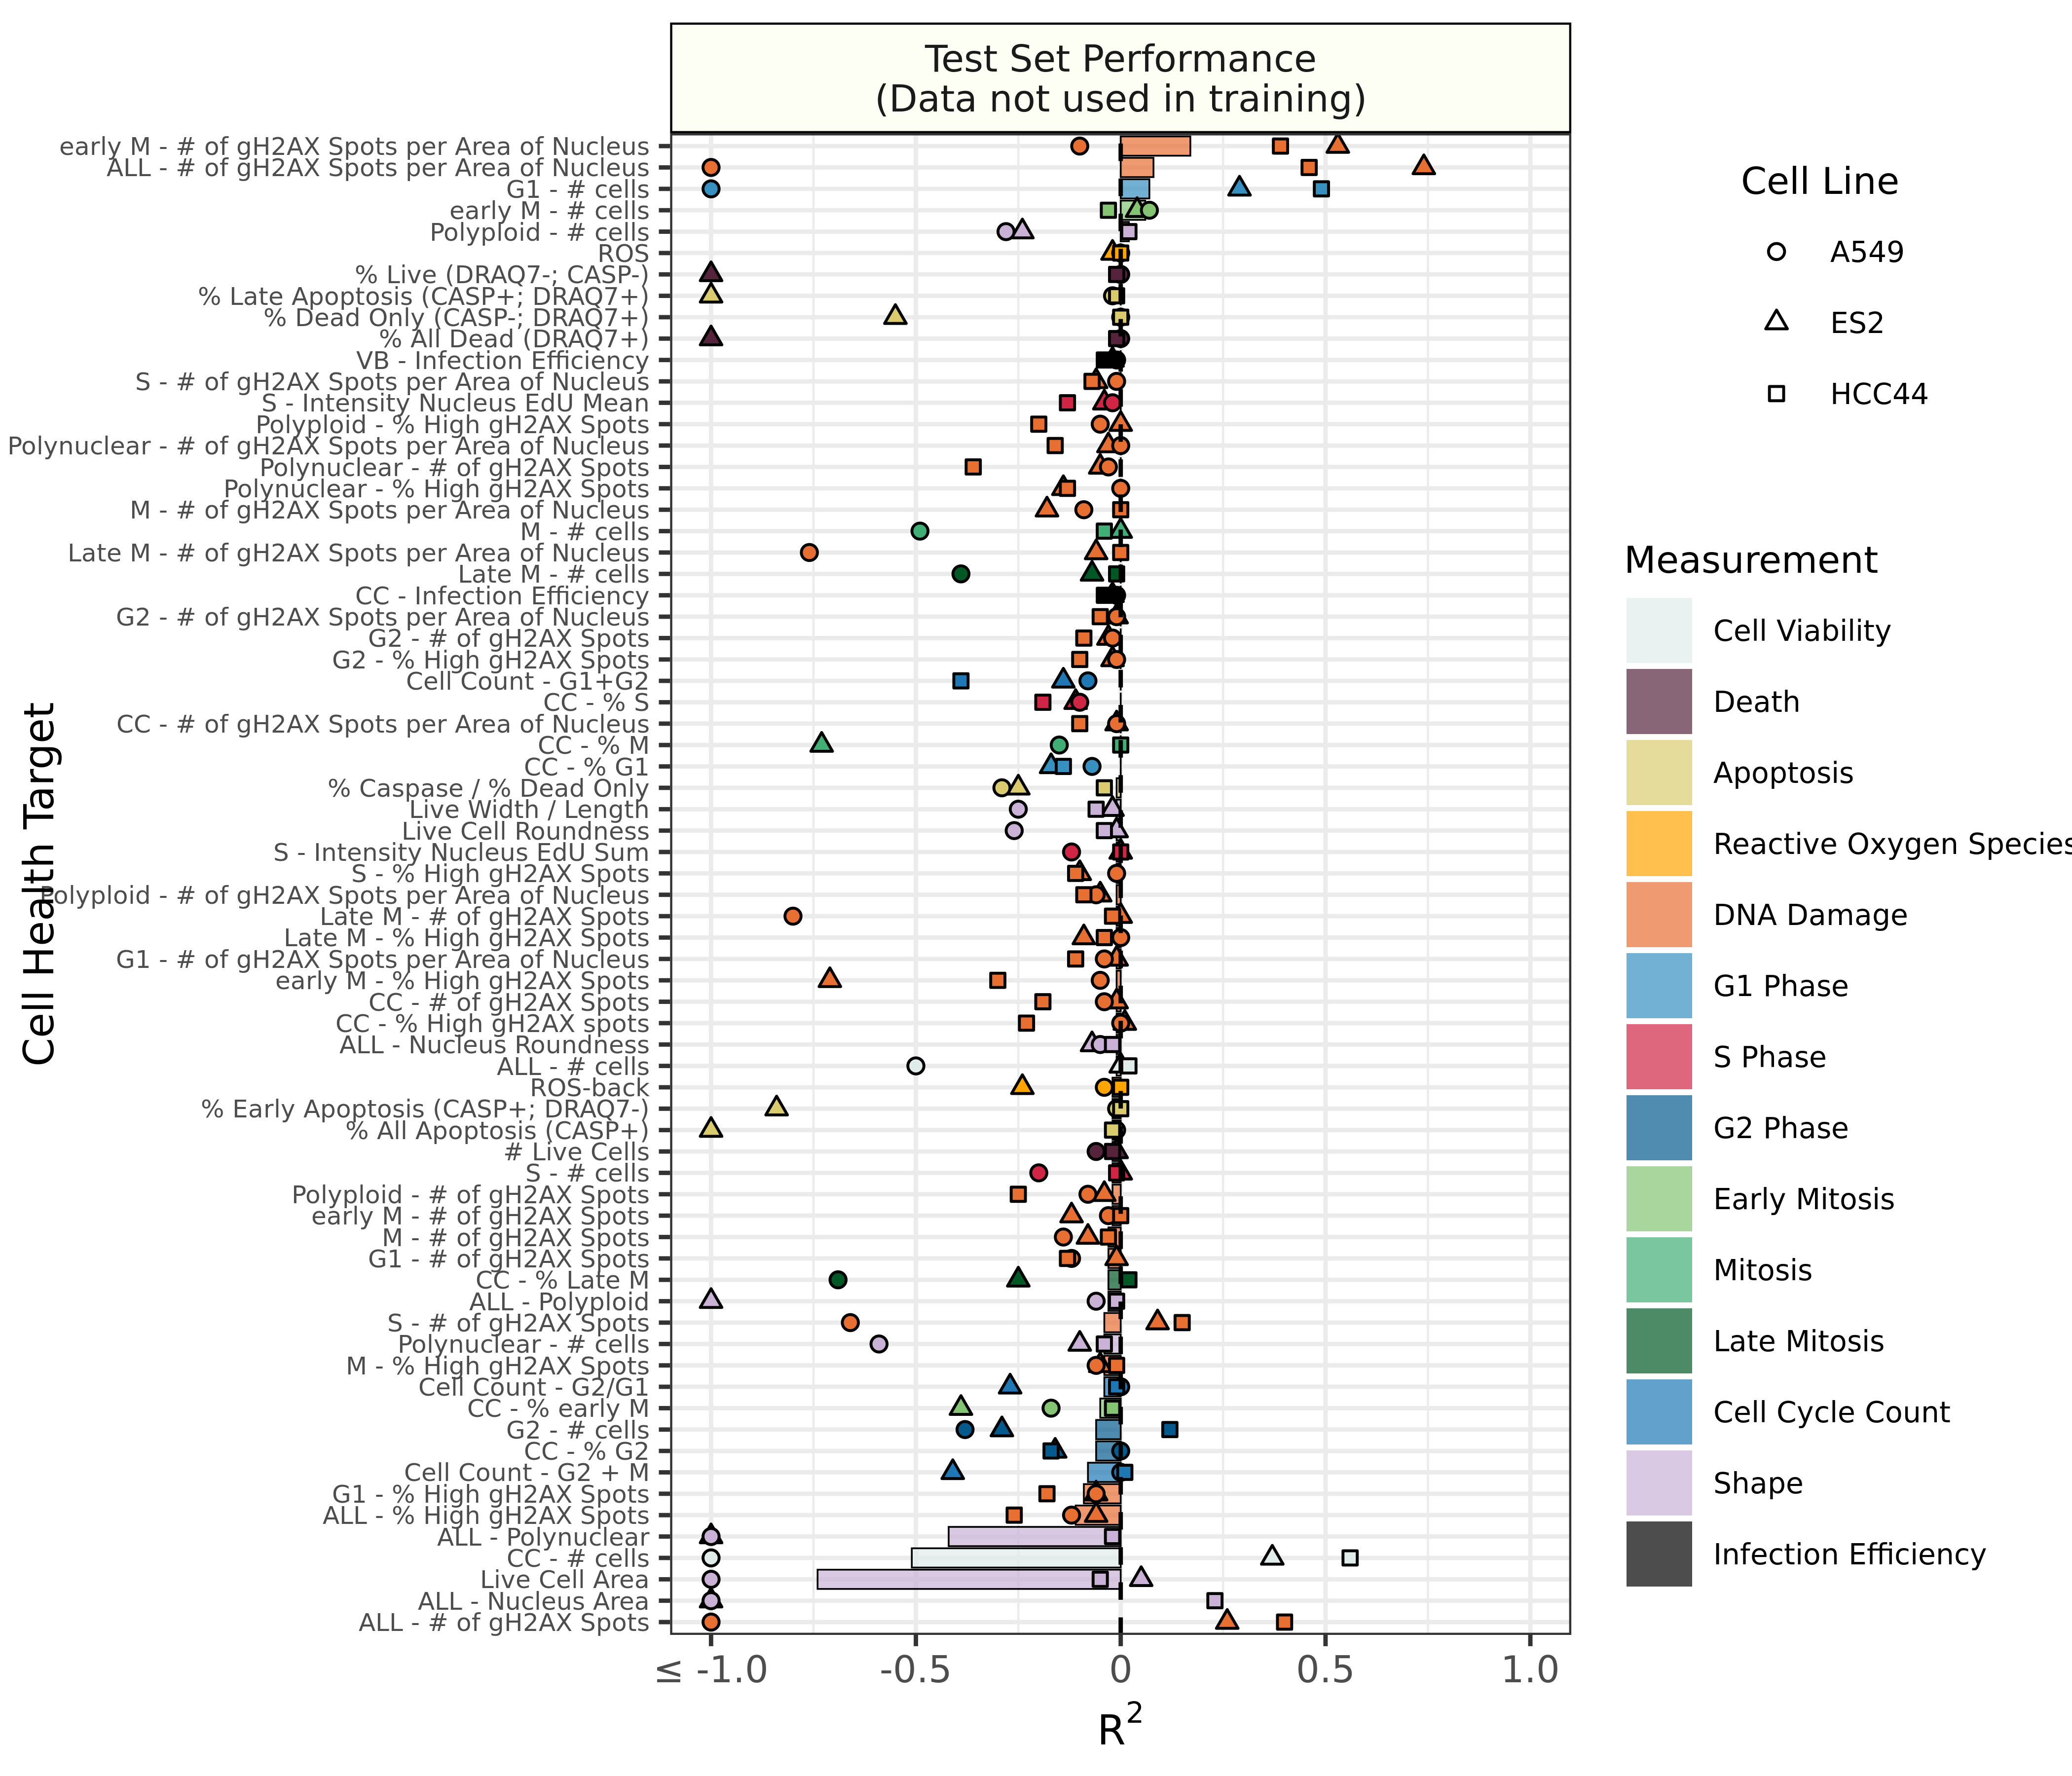 Test Set Performance
(Data not used in training)
early M - # of gH2AX Spots per Area of Nucleus
ALL - # of gH2AX Spots per Area of Nucleus
G1 - # cells
early M - # cells
Polyploid - # cells
ROS
% Live (DRAQ7-; CASP-)
% Late Apoptosis (CASP+; DRAQ7+)
% Dead Only (CASP-; DRAQ7+)
% All Dead (DRAQ7+)
VB - Infection Efficiency
S - # of gH2AX Spots per Area of Nucleus
S - Intensity Nucleus EdU Mean
Polyploid - % High gH2AX Spots
Polynuclear - # of gH2AX Spots per Area of Nucleus
Polynuclear - # of gH2AX Spots
Polynuclear - % High gH2AX Spots
M - # of gH2AX Spots per Area of Nucleus
M - # cells
Late M - # of gH2AX Spots per Area of Nucleus
Late M - # cells
CC - Infection Efficiency
G2 - # of gH2AX Spots per Area of Nucleus
G2 - # of gH2AX Spots
G2 - % High gH2AX Spots
Cell Count - G1+G2
CC - % S
CC - # of gH2AX Spots per Area of Nucleus
CC - % M
CC - % G1
% Caspase / % Dead Only
Live Width / Length
Live Cell Roundness
S - Intensity Nucleus EdU Sum
S - % High gH2AX Spots
Polyploid - # of gH2AX Spots per Area of Nucleus
Late M - # of gH2AX Spots
Late M - % High gH2AX Spots
G1 - # of gH2AX Spots per Area of Nucleus
early M - % High gH2AX Spots
CC - # of gH2AX Spots
CC - % High gH2AX spots
ALL - Nucleus Roundness
ALL - # cells
ROS-back
% Early Apoptosis (CASP+; DRAQ7-)
% All Apoptosis (CASP+)
# Live Cells
S - # cells
Polyploid - # of gH2AX Spots
early M - # of gH2AX Spots
M - # of gH2AX Spots
G1 - # of gH2AX Spots
CC - % Late M
ALL - Polyploid
S - # of gH2AX Spots
Polynuclear - # cells
M - % High gH2AX Spots
Cell Count - G2/G1
CC - % early M
G2 - # cells
CC - % G2
Cell Count - G2 + M
G1 - % High gH2AX Spots
ALL - % High gH2AX Spots
ALL - Polynuclear
CC - # cells
Live Cell Area
ALL - Nucleus Area
ALL - # of gH2AX Spots
Cell Health Target
≤ -1.0 -0.5 0 0.5 1.0
R²
Cell Line
A549
ES2
HCC44
Measurement
Cell Viability
Death
Apoptosis
Reactive Oxygen Species
DNA Damage
G1 Phase
S Phase
G2 Phase
Early Mitosis
Mitosis
Late Mitosis
Cell Cycle Count
Shape
Infection Efficiency